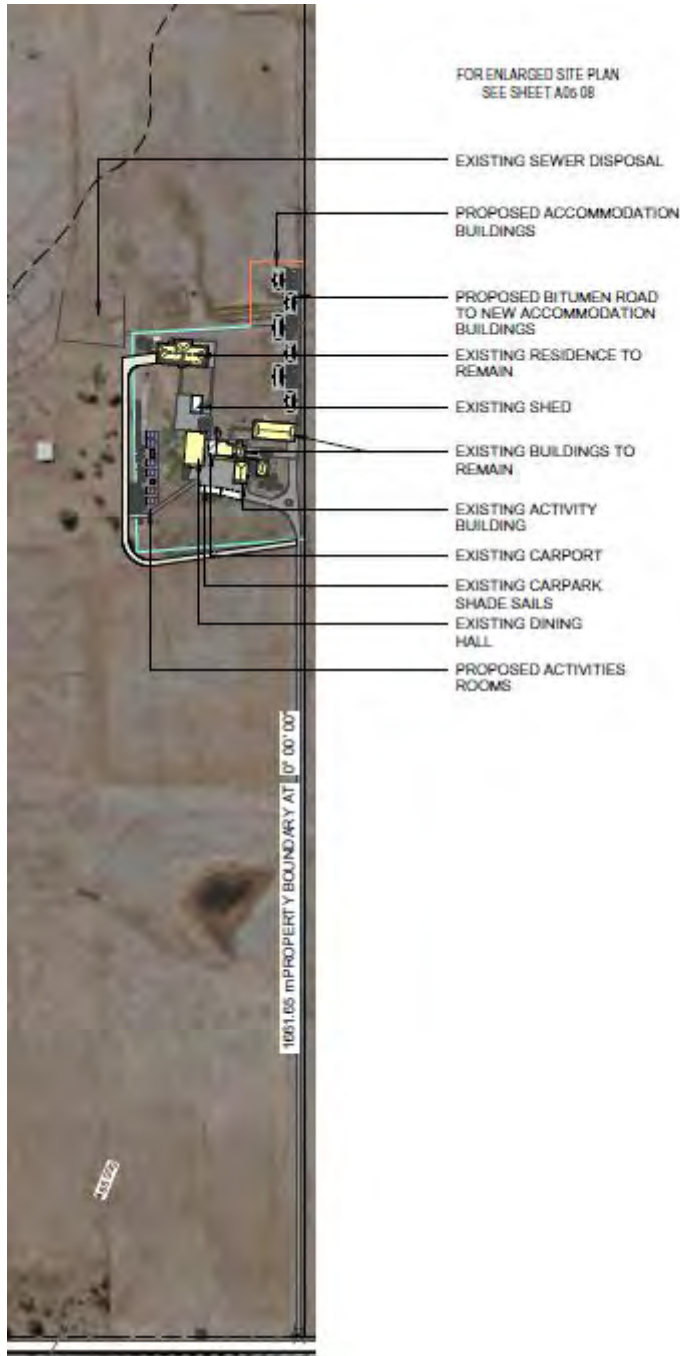 FOR ENLARGED SITE PLAN
SEE SHEET A05 08
EXISTING SEWER DISPOSAL
PROPOSED ACCOMMODATION
BUILDINGS
PROPOSED BITUMEN ROAD
TO NEW ACCOMMODATION
BUILDINGS
EXISTING RESIDENCE TO
REMAIN
EXISTING SHED
EXISTING BUILDINGS TO
REMAIN
EXISTING ACTIVITY
BUILDING
EXISTING CARPORT
EXISTING CARPARK
SHADE SAILS
EXISTING DINING
HALL
PROPOSED ACTIVITIES
ROOMS
1661.65 mPROPERTY BOUNDARY AT 0° 00' 00"